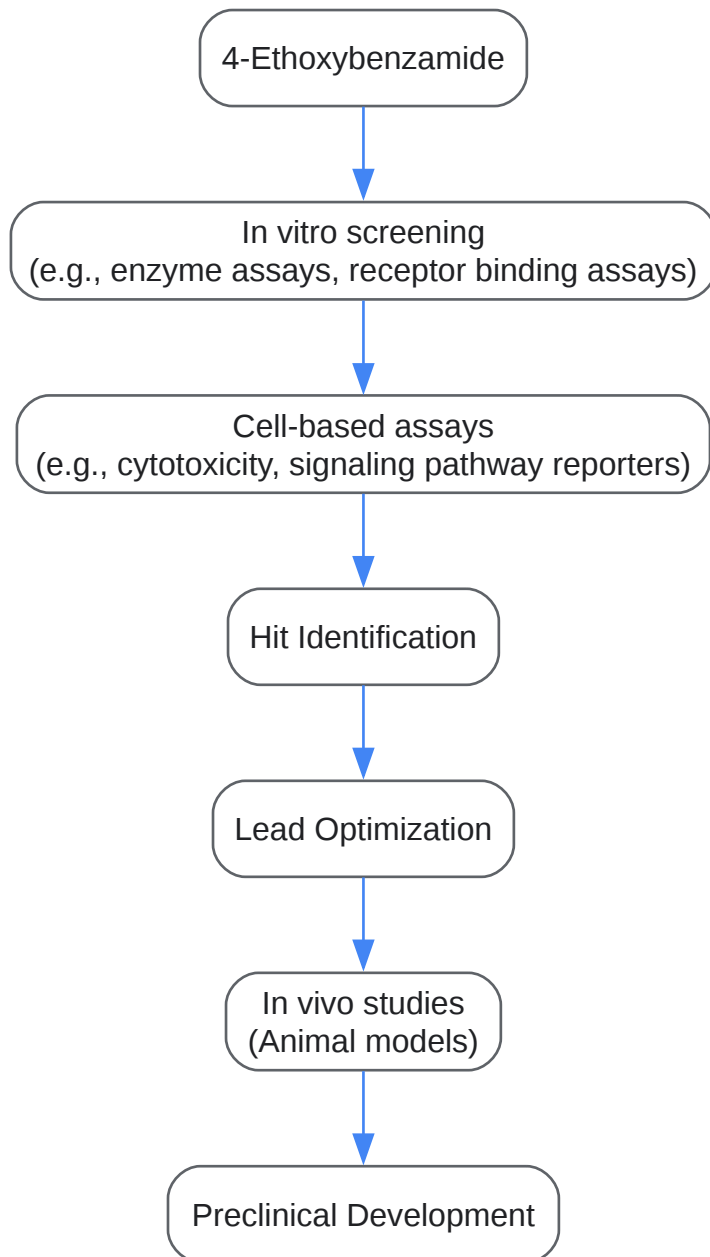 4-Ethoxybenzamide
In vitro screening
(e.g., enzyme assays, receptor binding assays)
Cell-based assays
(e.g., cytotoxicity, signaling pathway reporters)
Hit Identification
Lead Optimization
In vivo studies
(Animal models)
Preclinical Development